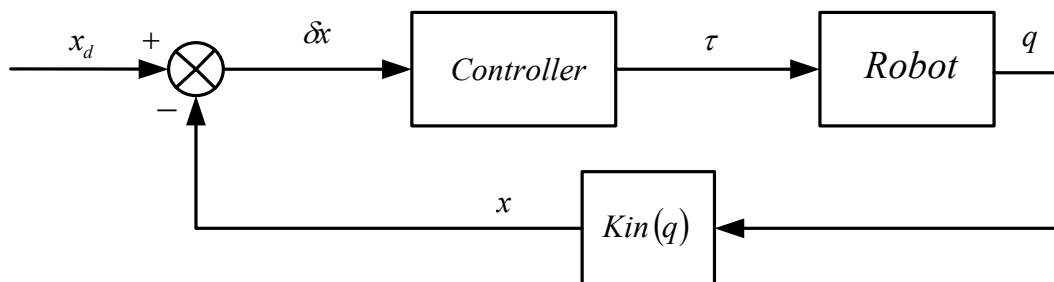 x_d + δx Controller τ Robot q
−
x Kin(q)